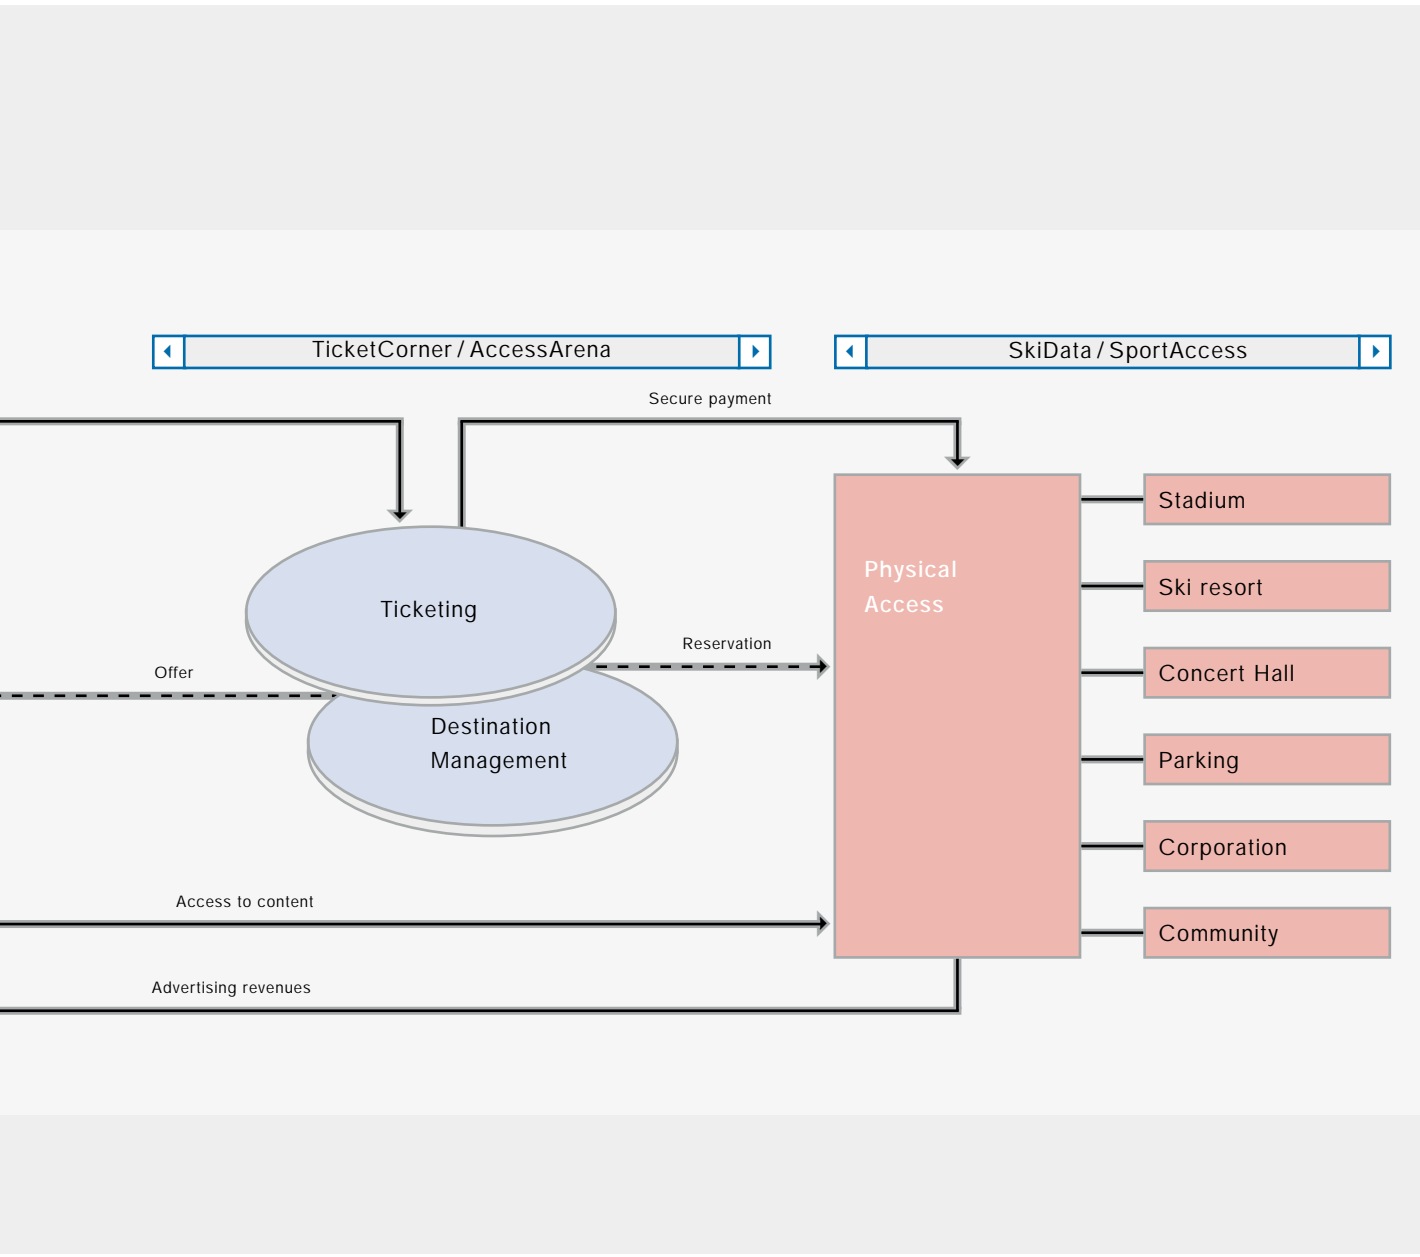 TicketCorner / AccessArena
SkiData / SportAccess
Secure payment
Stadium
Physical
Access
Ski resort
Ticketing
Reservation
Offer
Concert Hall
Destination
Management
Parking
Corporation
Access to content
Community
Advertising revenues